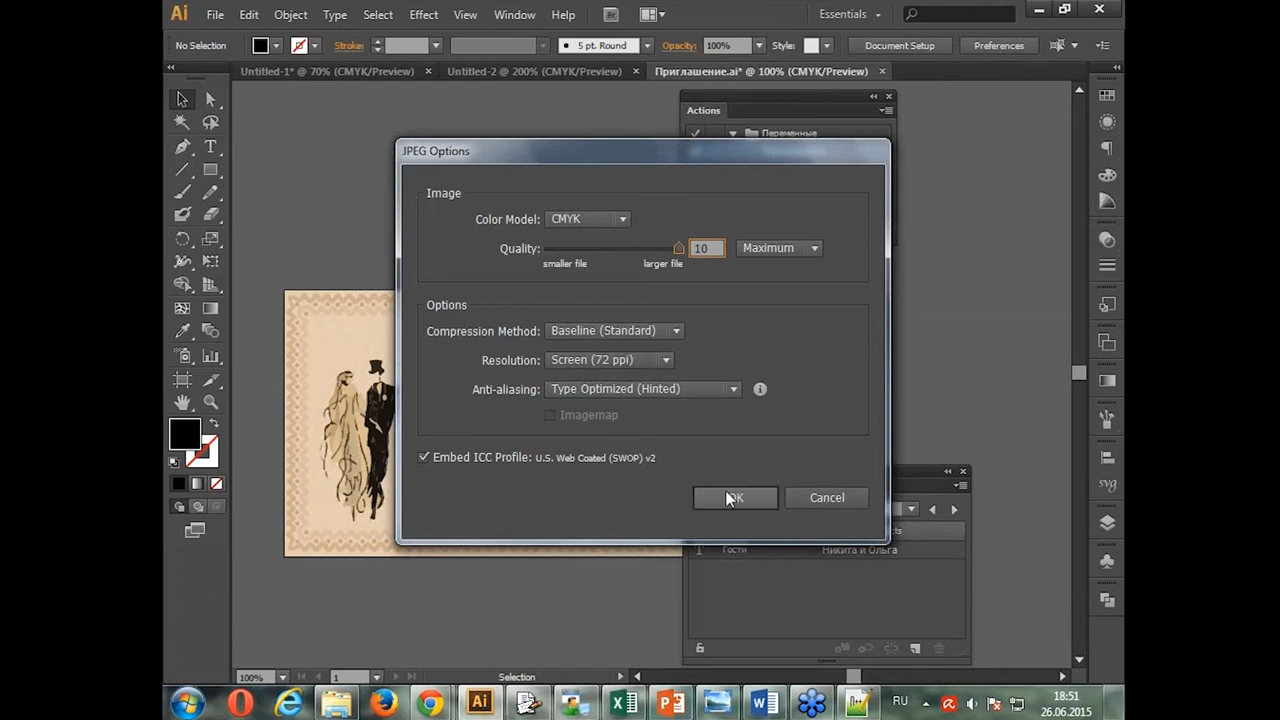 Ai File Edit Object Type Select Effect View Window Help Br Essentials
No Selection Stroke: 5 pt. Round Opacity: 100% Style: Document Setup Preferences
Untitled-1* @ 70% (CMYK/Preview) Untitled-2 @ 200% (CMYK/Preview) Приглашение.ai* @ 100% (CMYK/Preview)
Actions
Переменные
JPEG Options
Image
Color Model: CMYK
Quality: 10 Maximum
smaller file larger file
Options
Compression Method: Baseline (Standard)
Resolution: Screen (72 ppi)
Anti-aliasing: Type Optimized (Hinted)
Imagemap
Embed ICC Profile: U.S. Web Coated (SWOP) v2
OK Cancel
svg
T Гости Никита и Ольга
100% 1 Selection
Ai RU 18:51
26.06.2015